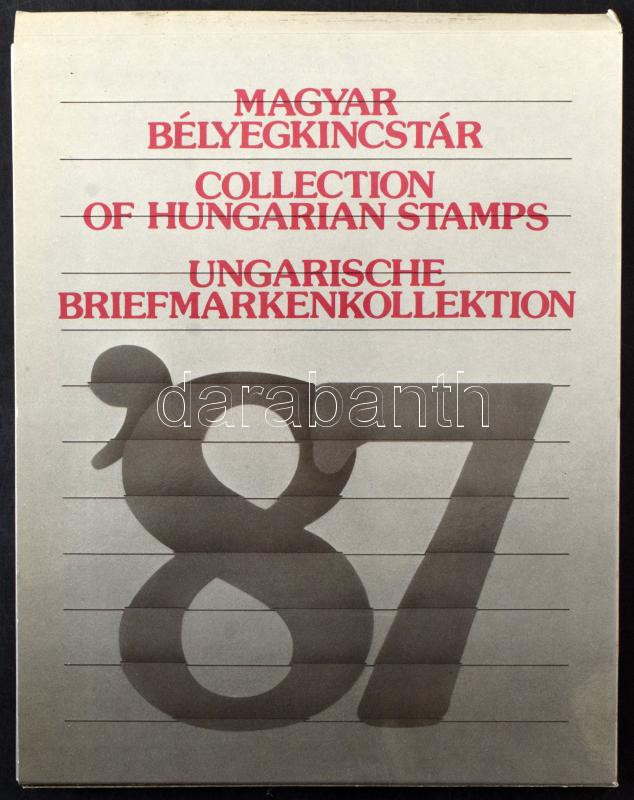 MAGYAR
BÉLYEGKINCSTÁR
COLLECTION
OF HUNGARIAN STAMPS
UNGARISCHE
BRIEFMARKENKOLLEKTION
'87
darabanth